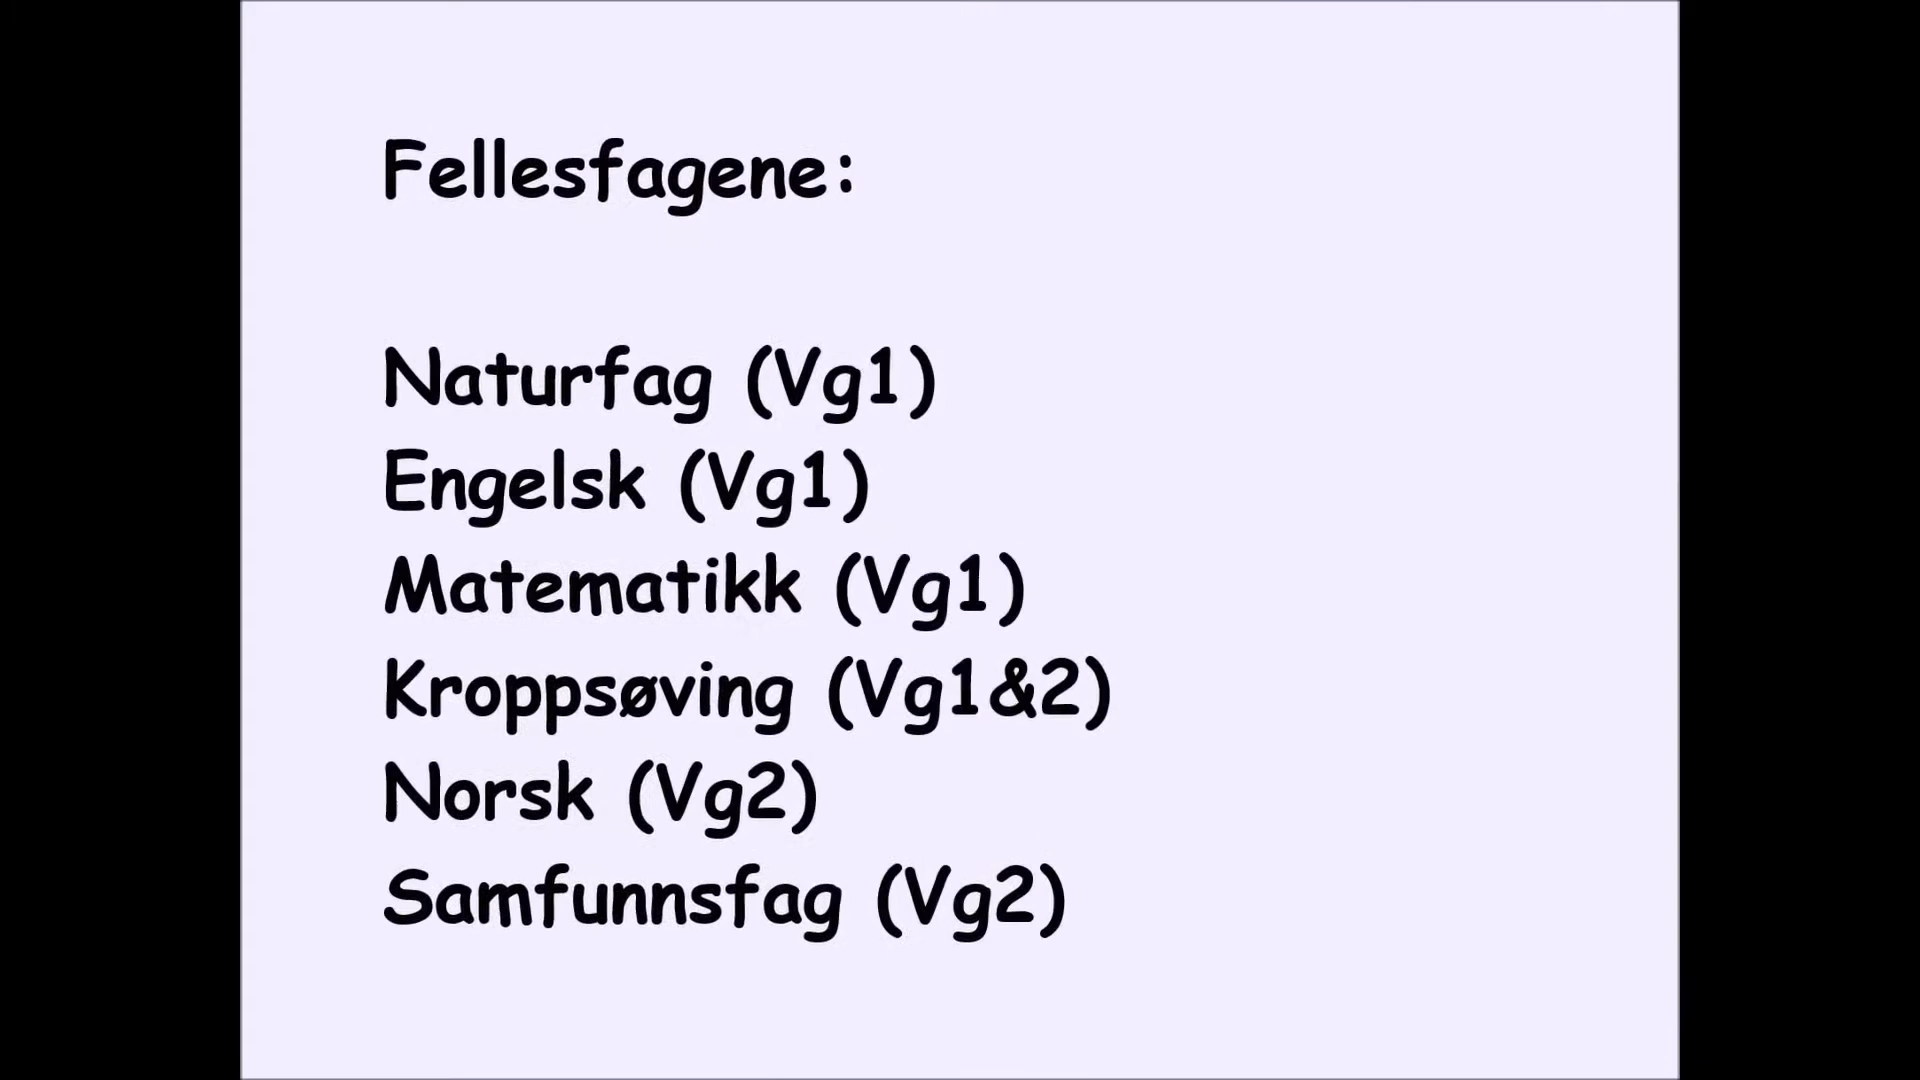 Fellesfagene:
Naturfag (Vg1)
Engelsk (Vg1)
Matematikk (Vg1)
Kroppsøving (Vg1&2)
Norsk (Vg2)
Samfunnsfag (Vg2)